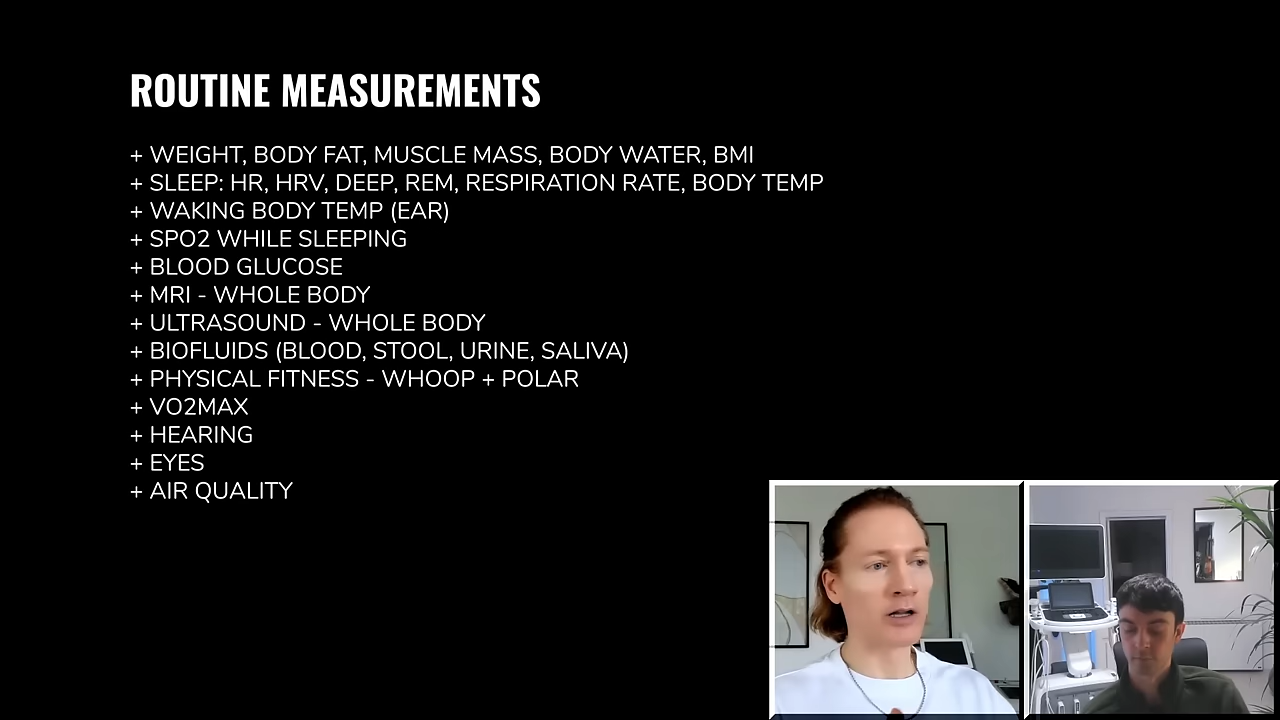 ROUTINE MEASUREMENTS
+ WEIGHT, BODY FAT, MUSCLE MASS, BODY WATER, BMI
+ SLEEP: HR, HRV, DEEP, REM, RESPIRATION RATE, BODY TEMP
+ WAKING BODY TEMP (EAR)
+ SPO2 WHILE SLEEPING
+ BLOOD GLUCOSE
+ MRI - WHOLE BODY
+ ULTRASOUND - WHOLE BODY
+ BIOFLUIDS (BLOOD, STOOL, URINE, SALIVA)
+ PHYSICAL FITNESS - WHOOP + POLAR
+ VO2MAX
+ HEARING
+ EYES
+ AIR QUALITY